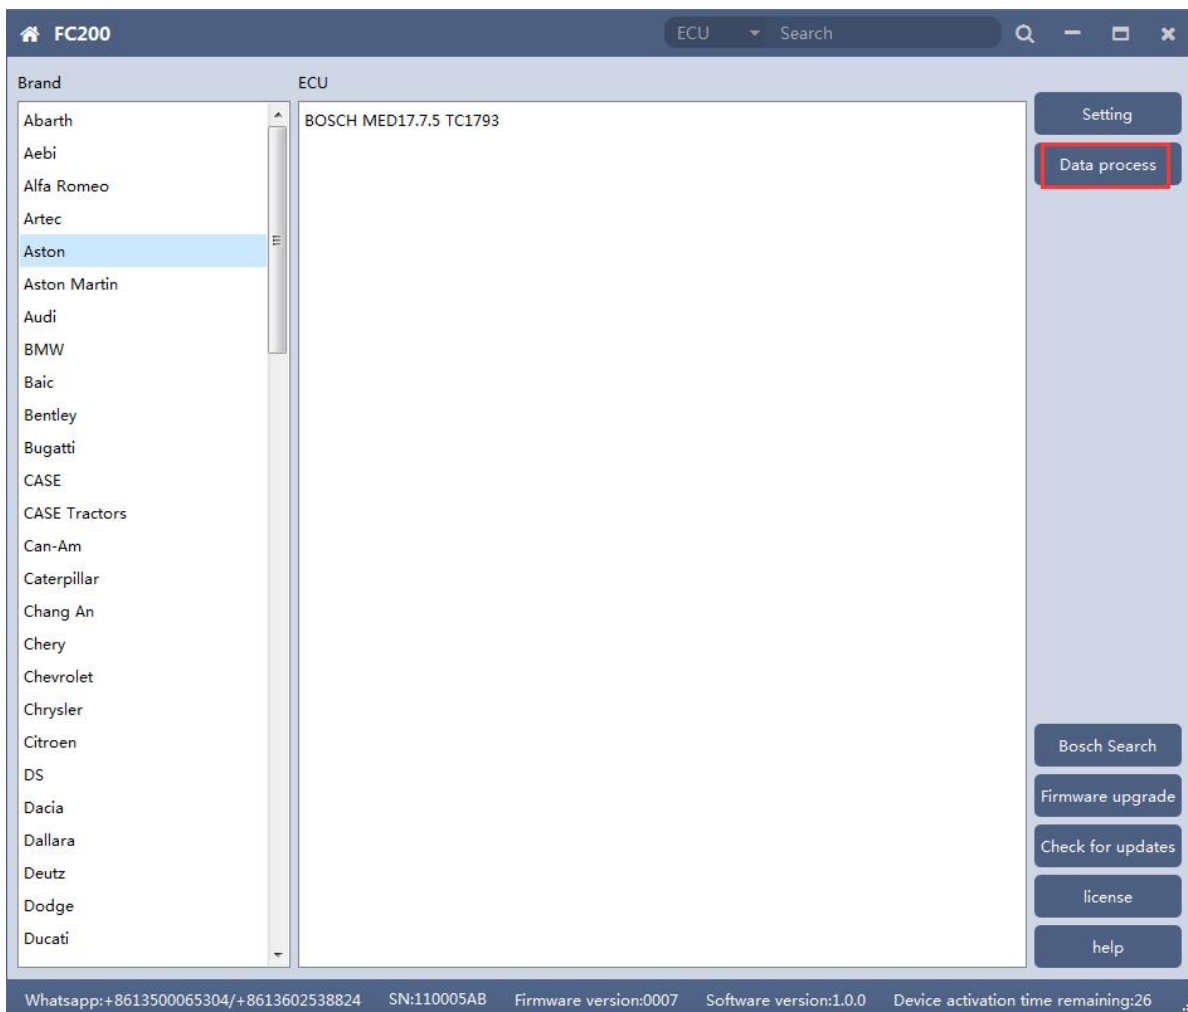 FC200
ECU
Search
Brand
ECU
Abarth
Aebi
Alfa Romeo
Artec
Aston
Aston Martin
Audi
BMW
Baic
Bentley
Bugatti
CASE
CASE Tractors
Can-Am
Caterpillar
Chang An
Chery
Chevrolet
Chrysler
Citroen
DS
Dacia
Dallara
Deutz
Dodge
Ducati
BOSCH MED17.7.5 TC1793
Setting
Data process
Bosch Search
Firmware upgrade
Check for updates
license
help
Whatsapp:+8613500065304/+8613602538824 SN:110005AB Firmware version:0007 Software version:1.0.0 Device activation time remaining:26